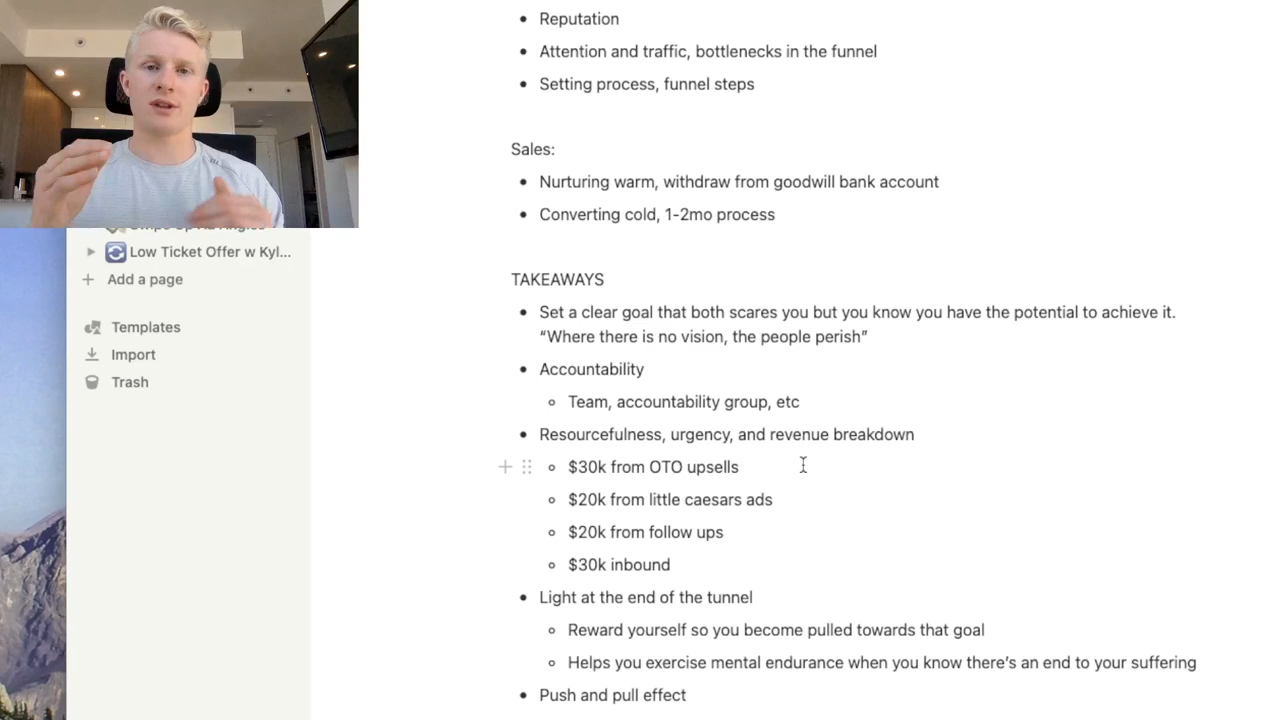 Reputation
Attention and traffic, bottlenecks in the funnel
Setting process, funnel steps
Sales:
Nurturing warm, withdraw from goodwill bank account
Converting cold, 1-2mo process
Low Ticket Offer w Kyl...
Add a page
Templates
Import
Trash
TAKEAWAYS
Set a clear goal that both scares you but you know you have the potential to achieve it.
“Where there is no vision, the people perish”
Accountability
Team, accountability group, etc
Resourcefulness, urgency, and revenue breakdown
$30k from OTO upsells
$20k from little caesars ads
$20k from follow ups
$30k inbound
Light at the end of the tunnel
Reward yourself so you become pulled towards that goal
Helps you exercise mental endurance when you know there’s an end to your suffering
Push and pull effect